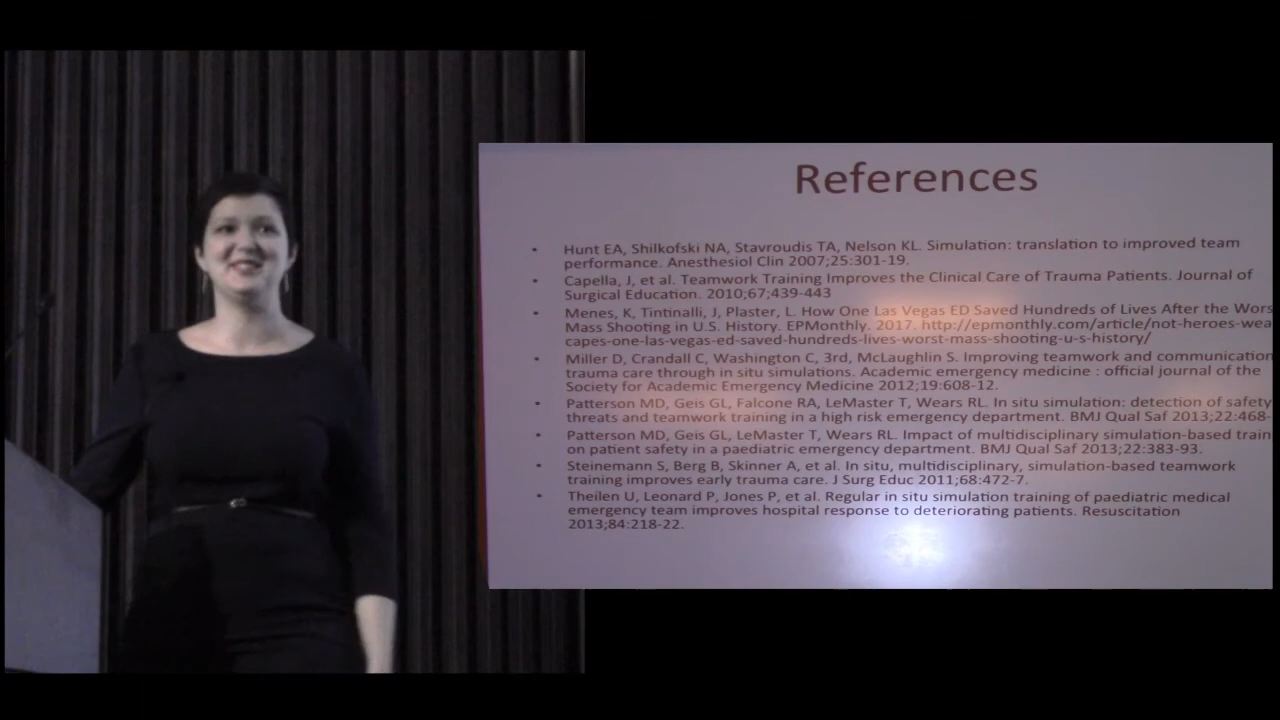 References
• Hunt EA, Shilkofski NA, Stavroudis TA, Nelson KL. Simulation: translation to improved team
performance. Anesthesiol Clin 2007;25:301-19.
• Capella, J, et al. Teamwork Training Improves the Clinical Care of Trauma Patients. Journal of
Surgical Education. 2010;67;439-443
• Menes, K, Tintinalli, J, Plaster, L. How One Las Vegas ED Saved Hundreds of Lives After the Wors
Mass Shooting in U.S. History. EPMonthly. 2017. http://epmonthly.com/article/not-heroes-wea
capes-one-las-vegas-ed-saved-hundreds-lives-worst-mass-shooting-u-s-history/
• Miller D, Crandall C, Washington C, 3rd, McLaughlin S. Improving teamwork and communication
trauma care through in situ simulations. Academic emergency medicine : official journal of the
Society for Academic Emergency Medicine 2012;19:608-12.
• Patterson MD, Geis GL, Falcone RA, LeMaster T, Wears RL. In situ simulation: detection of safety
threats and teamwork training in a high risk emergency department. BMJ Qual Saf 2013;22:468-
• Patterson MD, Geis GL, LeMaster T, Wears RL. Impact of multidisciplinary simulation-based train
on patient safety in a paediatric emergency department. BMJ Qual Saf 2013;22:383-93.
• Steinemann S, Berg B, Skinner A, et al. In situ, multidisciplinary, simulation-based teamwork
training improves early trauma care. J Surg Educ 2011;68:472-7.
• Theilen U, Leonard P, Jones P, et al. Regular in situ simulation training of paediatric medical
emergency team improves hospital response to deteriorating patients. Resuscitation
2013;84:218-22.